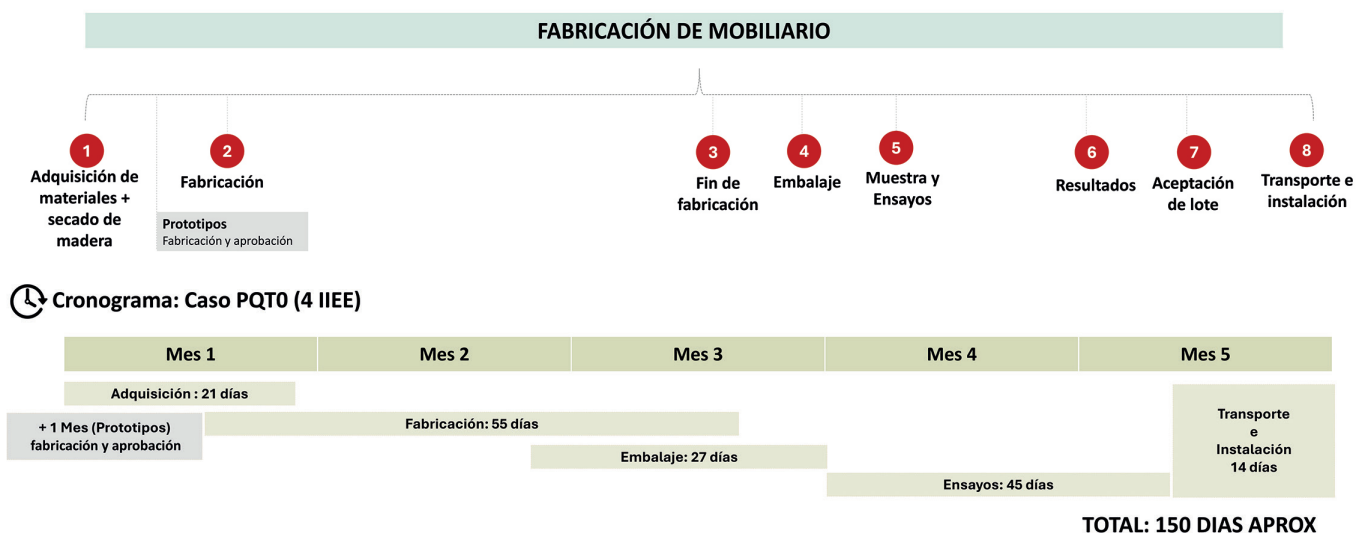 FABRICACIÓN DE MOBILIARIO
1
Adquisición de
materiales +
secado de
madera
2
Fabricación
Prototipos
Fabricación y aprobación
3
Fin de
fabricación
4
Embalaje
5
Muestra y
Ensayos
6
Resultados
7
Aceptación
de lote
8
Transporte e
instalación
Cronograma: Caso PQT0 (4 IIEE)
Mes 1
Mes 2
Mes 3
Mes 4
Mes 5
Adquisición : 21 días
+ 1 Mes (Prototipos)
fabricación y aprobación
Fabricación: 55 días
Embalaje: 27 días
Ensayos: 45 días
Transporte
e
Instalación
14 días
TOTAL: 150 DIAS APROX